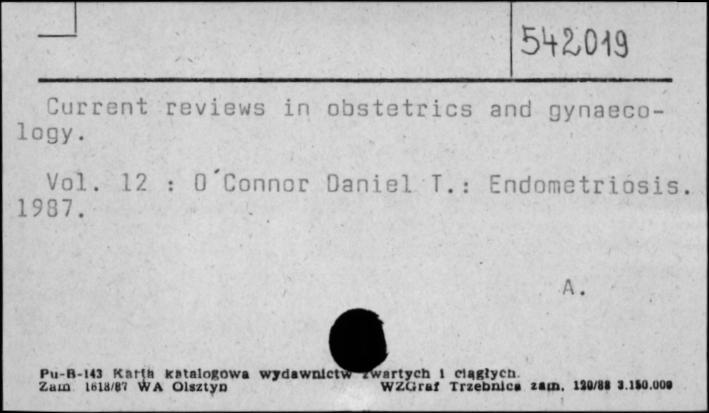 542019
Current reviews in obstetrics and gynaeco-
logy.
Vol. 12 : O´Connor Daniel T.: Endometriosis.
1987.
A.
Pu-B-143 Karta katalogowa wydawnictw zwartych i ciągłych.
Zam 1618/87 WA Olsztyn WZGraf Trzebnica zam. 120/88 3.150.000